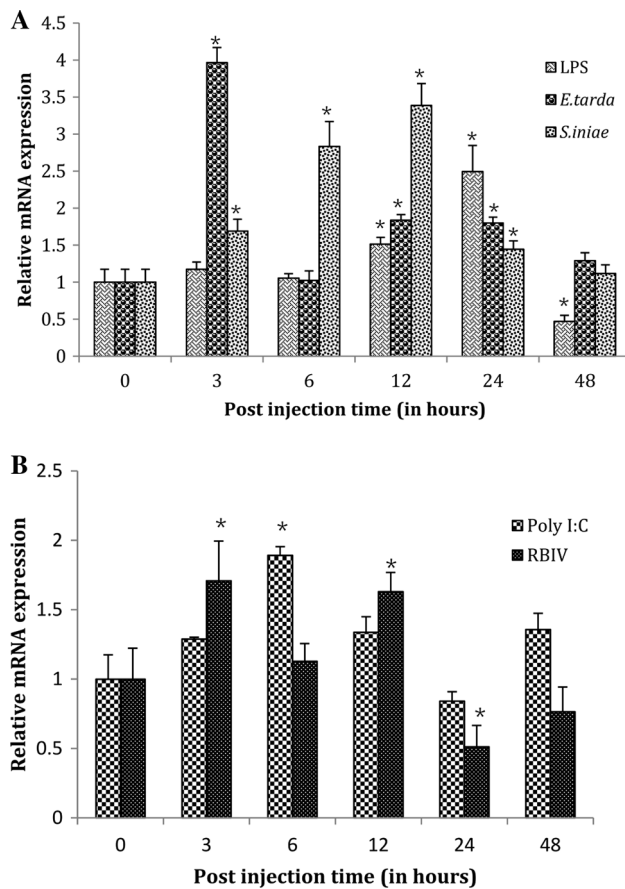 A
Relative mRNA expression
4.5
4
3.5
3
2.5
2
1.5
1
0.5
0
* * * * * * * * * *
LPS
E.tarda
S.iniae
0 3 6 12 24 48
Post injection time (in hours)
B
Relative mRNA expression
2.5
2
1.5
1
0.5
0
* * * *
Poly I:C
RBIV
0 3 6 12 24 48
Post injection time (in hours)